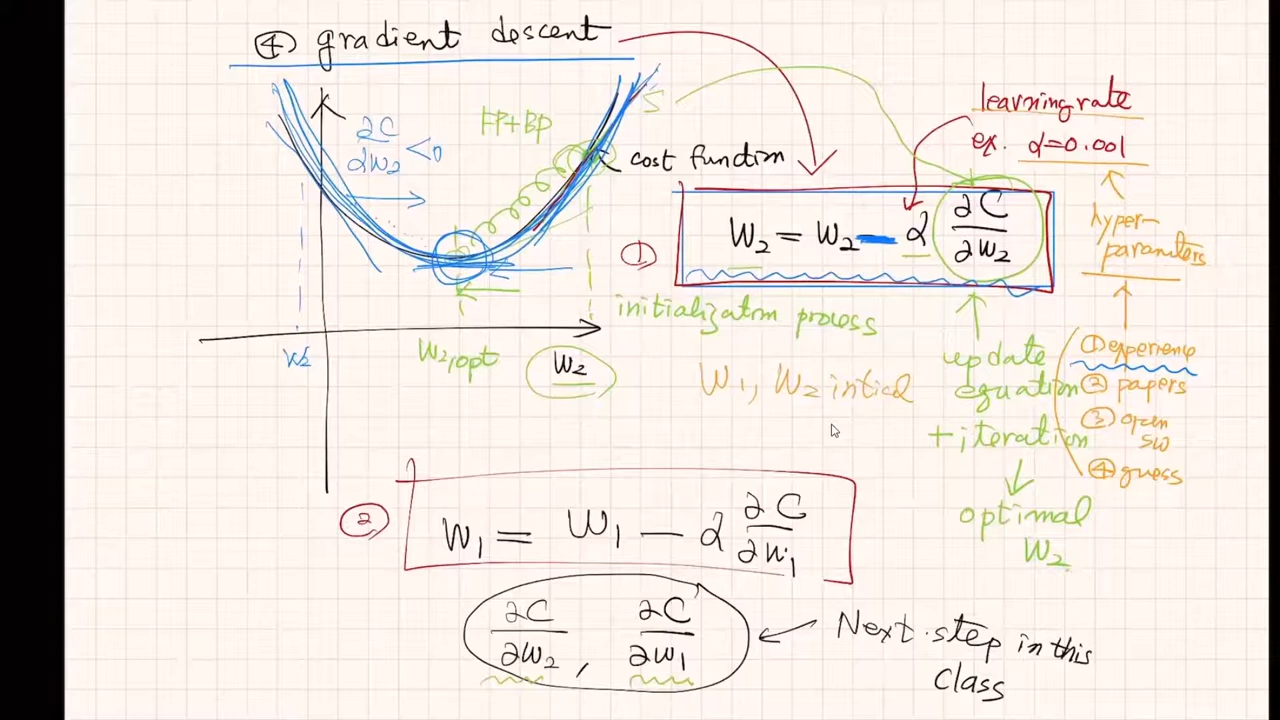 ④ gradient descent
∂C/∂W₂ < 0
FP+BP
S
cost function
learning rate
ex. α=0.001
① W₂ = W₂ - α ∂C/∂W₂
hyper-
parameters
initialization process
W₂
W₂,opt
W₂
W₁, W₂ initial
update
equation
+ iteration
optimal
W₂
① experience
② papers
③ open
SW
④ guess
② W₁ = W₁ - α ∂C/∂W₁
∂C/∂W₂, ∂C/∂W₁
Next step in this
Class